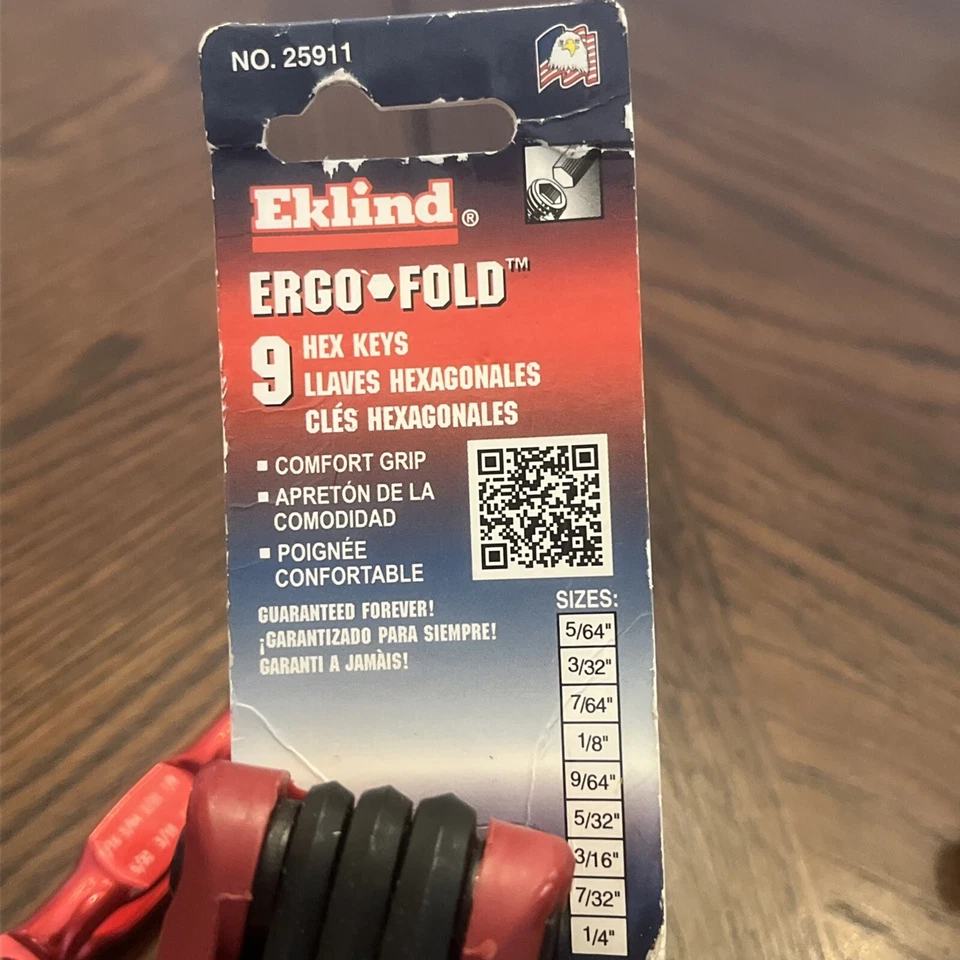 NO. 25911
Eklind®
ERGO FOLD™
9 HEX KEYS
LLAVES HEXAGONALES
CLÉS HEXAGONALES
COMFORT GRIP
APRETÓN DE LA
COMODIDAD
POIGNÉE
CONFORTABLE
GUARANTEED FOREVER!
¡GARANTIZADO PARA SIEMPRE!
GARANTI A JAMÀIS!
SIZES:
5/64"
3/32"
7/64"
1/8"
9/64"
5/32"
3/16"
7/32"
1/4"